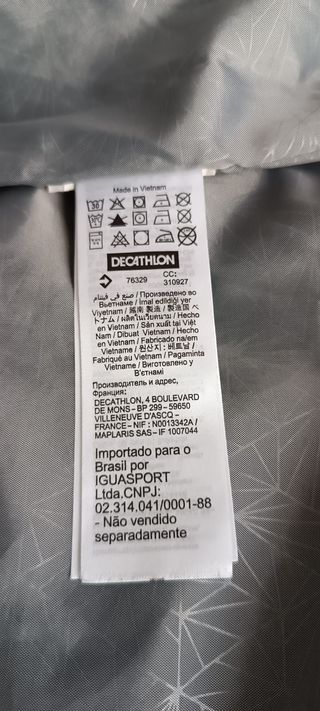 Made in Vietnam
DECATHLON
76329
CC:
310927
صنع في فيتنام / Произведено во
Вьетнаме / Imal edildiği yer
Viyetnam / 越南 製造 / 製造国 ベ
トナム / ผลิตในเวียดนาม / Hecho
en Vietnam / Sản xuất tại Việt
Nam / Dibuat Vietnam / Hecho
en Vietnam / Fabricado na/em
Vietname / 원산지: 베트남 /
Fabriqué au Vietnam / Pagaminta
Vietname / Виготовлено у
В'єтнамі
Производитель и адрес,
Франция:
DECATHLON, 4 BOULEVARD
DE MONS – BP 299 – 59650
VILLENEUVE D'ASCQ –
FRANCE – NIF : N0013342A /
MAPLARIS SAS – IF 1007044
Importado para o
Brasil por
IGUASPORT
Ltda.CNPJ:
02.314.041/0001-88
- Não vendido
separadamente